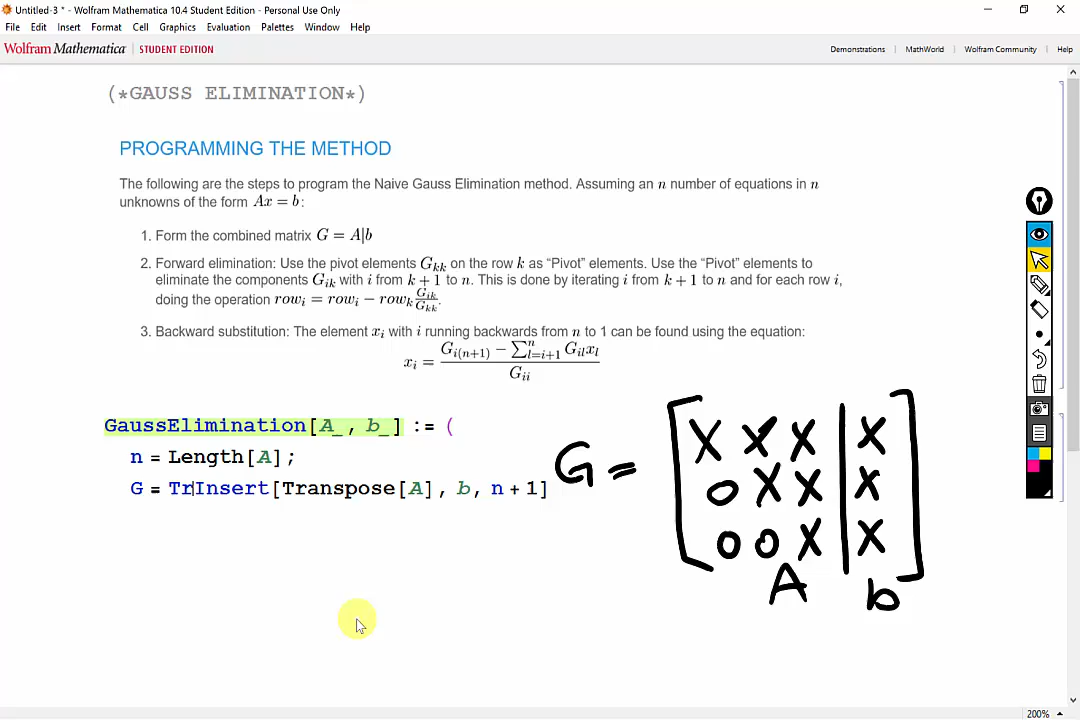 Untitled-3 * - Wolfram Mathematica 10.4 Student Edition - Personal Use Only
File Edit Insert Format Cell Graphics Evaluation Palettes Window Help
Wolfram Mathematica | STUDENT EDITION Demonstrations | MathWorld | Wolfram Community | Help
(*GAUSS ELIMINATION*)
PROGRAMMING THE METHOD
The following are the steps to program the Naive Gauss Elimination method. Assuming an n number of equations in n
unknowns of the form Ax = b:
1. Form the combined matrix G = A|b
2. Forward elimination: Use the pivot elements G_kk on the row k as “Pivot” elements. Use the “Pivot” elements to
eliminate the components G_ik with i from k + 1 to n. This is done by iterating i from k + 1 to n and for each row i,
doing the operation row_i = row_i − row_k G_ik/G_kk.
3. Backward substitution: The element x_i with i running backwards from n to 1 can be found using the equation:
x_i = (G_i(n+1) − ∑_{l=i+1}^{n} G_il x_l) / G_ii
GaussElimination[A_, b_] := (
n = Length[A];
G = TrInsert[Transpose[A], b, n + 1]
G =
X X X | X
0 X X | X
0 0 X | X
A b
200%